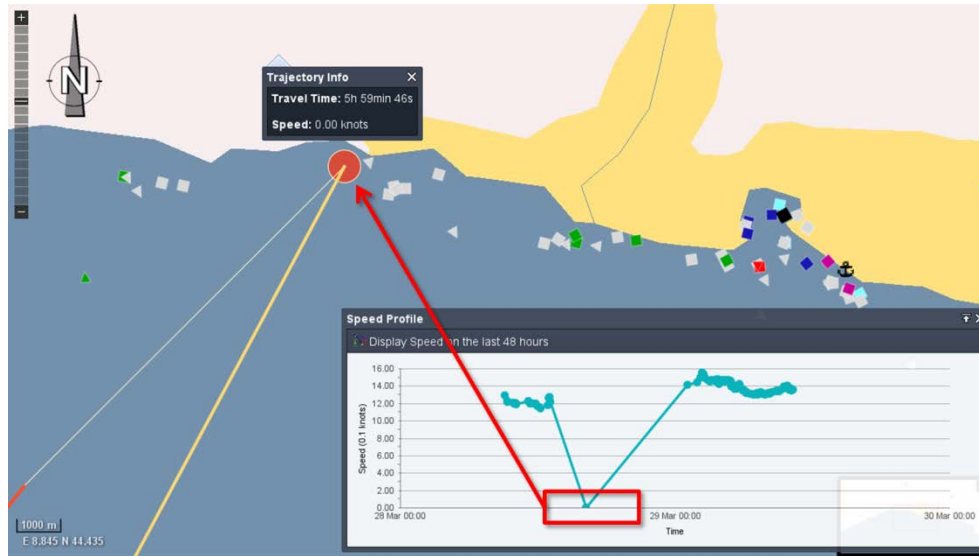 +
N
Trajectory Info ×
Travel Time: 5h 59min 46s
Speed: 0.00 knots
−
Speed Profile
Display Speed on the last 48 hours
Speed (0.1 knots)
16.00
14.00
12.00
10.00
8.00
6.00
4.00
2.00
0.00
28 Mar 00:00 29 Mar 00:00 30 Mar 00:00
Time
1000 m
E 8.845 N 44.435